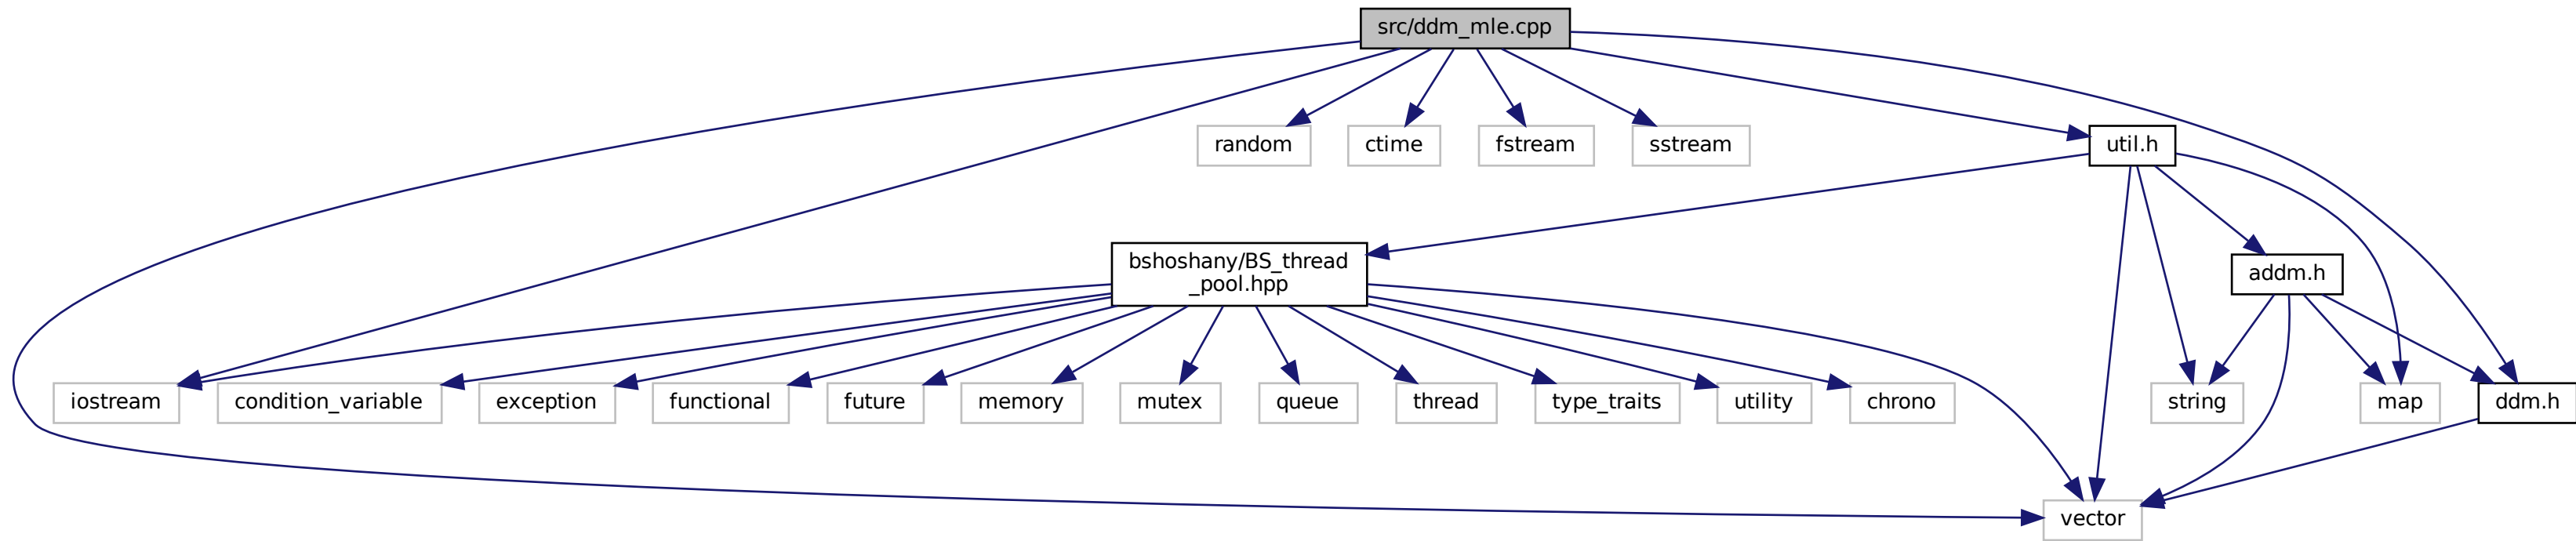 src/ddm_mle.cpp
random
ctime
fstream
sstream
util.h
bshoshany/BS_thread
_pool.hpp
addm.h
iostream
condition_variable
exception
functional
future
memory
mutex
queue
thread
type_traits
utility
chrono
string
map
ddm.h
vector